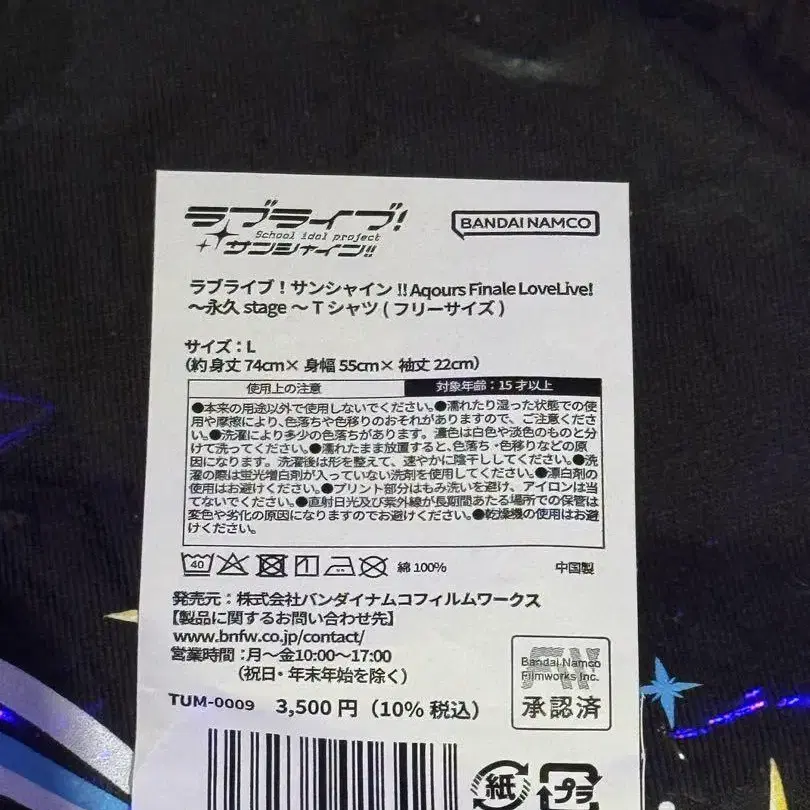 ラブライブ!
School idol project
サンシャイン!!
BANDAI NAMCO
ラブライブ!サンシャイン!! Aqours Finale LoveLive!
~永久 stage ~ Tシャツ (フリーサイズ)
サイズ:L
(約 身丈 74cm× 身幅 55cm× 袖丈 22cm)
使用上の注意
対象年齢:15才以上
●本来の用途以外で使用しないでください。●濡れたり湿った状態での使
用や摩擦により、色落ちや色移りのおそれがありますので、ご注意くださ
い。●洗濯により多少の色落ちがあります。濃色は白色や淡色のものと分
けて洗ってください。●濡れたまま放置すると、色落ち・色移りなどの原
因になります。洗濯後は形を整えて、速やかに陰干ししてください。●洗
濯の際は蛍光増白剤が入っていない洗剤を使用してください。●漂白剤の
使用はお避けください。●プリント部分はもみ洗いを避け、アイロンは当
てないでください。●直射日光及び紫外線が長期間あたる場所での保管は
変色や劣化の原因になりますのでお避けください。●乾燥機の使用はお避
けください。
40
綿 100%
中国製
発売元:株式会社バンダイナムコフィルムワークス
【製品に関するお問い合わせ先】
www.bnfw.co.jp/contact/
営業時間:月~金10:00~17:00
(祝日・年末年始を除く)
Bandai Namco
Filmworks Inc.
承認済
TUM-0009 3,500 円 (10% 税込)
紙
プラ